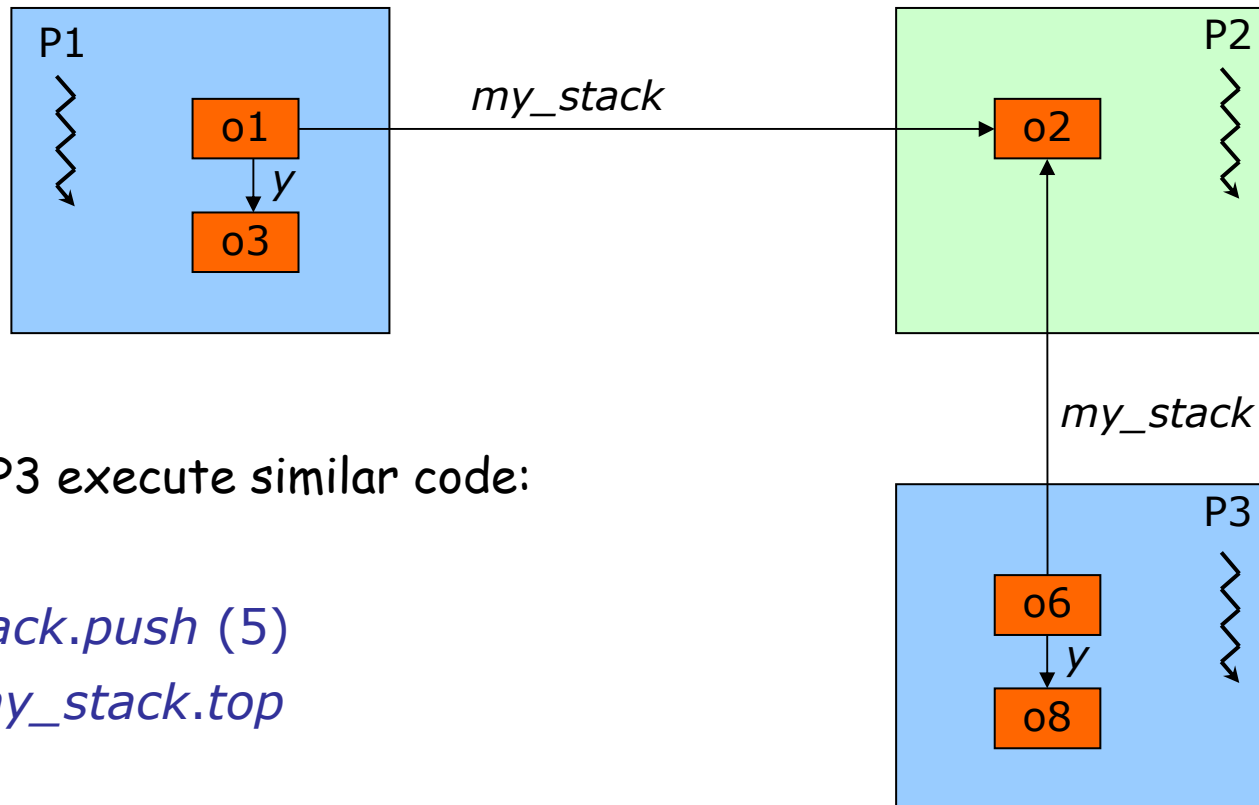 P1
P2
my_stack
o1
o2
y
o3
my_stack
P3 execute similar code:
P3
ack.push (5)
o6
y
y_stack.top
o8